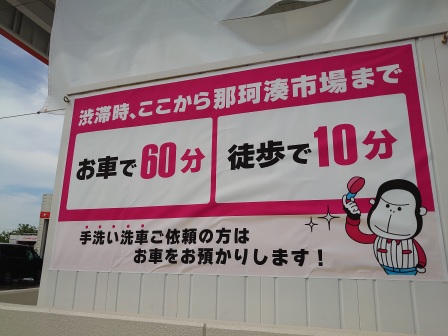 渋滞時、ここから那珂湊市場まで
お車で60分
徒歩で10分
手洗い洗車ご依頼の方は
お車をお預かりします！